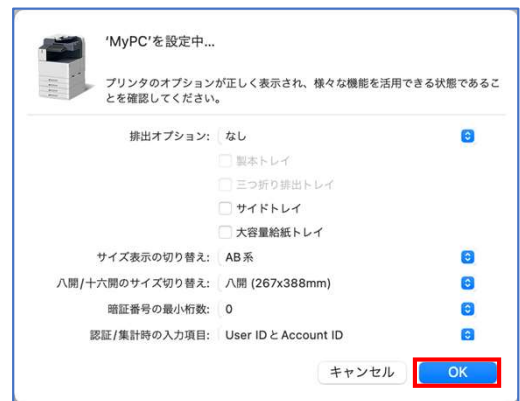 ‘MyPC’を設定中...
プリンタのオプションが正しく表示され、様々な機能を活用できる状態であるこ
とを確認してください。
排出オプション: なし
製本トレイ
三つ折り排出トレイ
サイドトレイ
大容量給紙トレイ
サイズ表示の切り替え: AB系
八開/十六開のサイズ切り替え: 八開 (267x388mm)
暗証番号の最小桁数: 0
認証/集計時の入力項目: User ID と Account ID
キャンセル OK